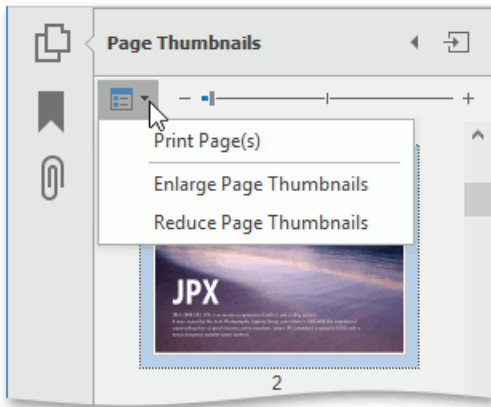 Page Thumbnails
Print Page(s)
Enlarge Page Thumbnails
Reduce Page Thumbnails
JPX
2